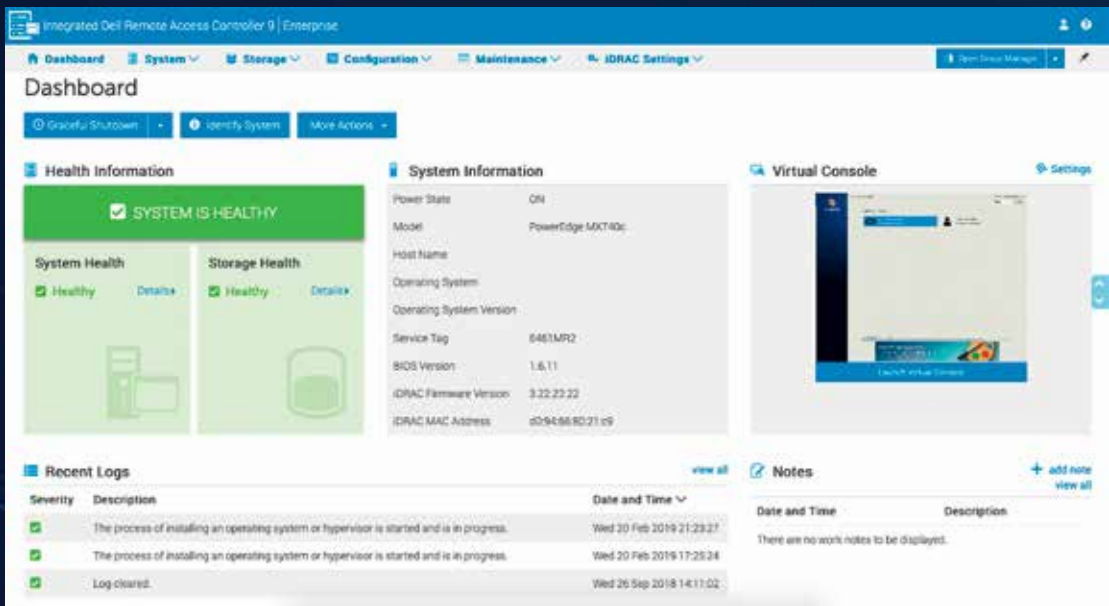 Integrated Dell Remote Access Controller 9 | Enterprise
Dashboard System Storage Configuration Maintenance iDRAC Settings Open Group Manager
Dashboard
Graceful Shutdown Identify System More Actions
Health Information
SYSTEM IS HEALTHY
System Health Storage Health
Healthy Details Healthy Details
System Information
Power State ON
Model PowerEdge MX740c
Host Name
Operating System
Operating System Version
Service Tag
BIOS Version 1.6.11
iDRAC Firmware Version 3.22.22.22
iDRAC MAC Address
Virtual Console Settings
Launch Virtual Console
Recent Logs view all
Severity Description Date and Time
The process of installing an operating system or hypervisor is started and is in progress. Wed 20 Feb 2019 21:23:27
The process of installing an operating system or hypervisor is started and is in progress. Wed 20 Feb 2019 17:25:24
Log cleared. Wed 26 Sep 2018 14:11:02
Notes + add note
view all
Date and Time Description
There are no work notes to be displayed.